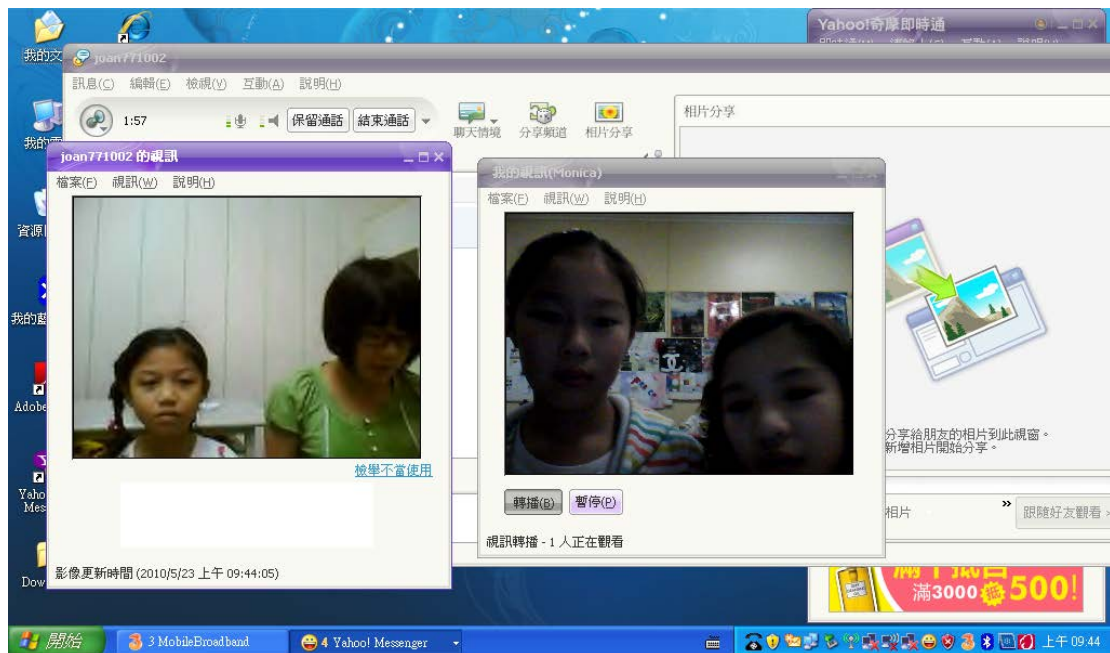 Yahoo!奇摩即時通
joan771002
訊息(C) 編輯(E) 檢視(V) 互動(A) 說明(H)
1:57
保留通話 結束通話
聊天情境 分享頻道 相片分享
相片分享
joan771002 的視訊
檔案(F) 視訊(W) 說明(H)
檢舉不當使用
影像更新時間 (2010/5/23 上午 09:44:05)
我的視訊(Monica)
檔案(F) 視訊(W) 說明(H)
轉播(B) 暫停(P)
視訊轉播 - 1 人正在觀看
分享給朋友的相片到此視窗。
新增相片開始分享。
相片
跟隨好友觀看
滿3000 抵 500!
我的文
資源
我的藍
Adobe
Yaho
Mes
Dow
開始
3 MobileBroadband
4 Yahoo! Messenger
上午 09:44